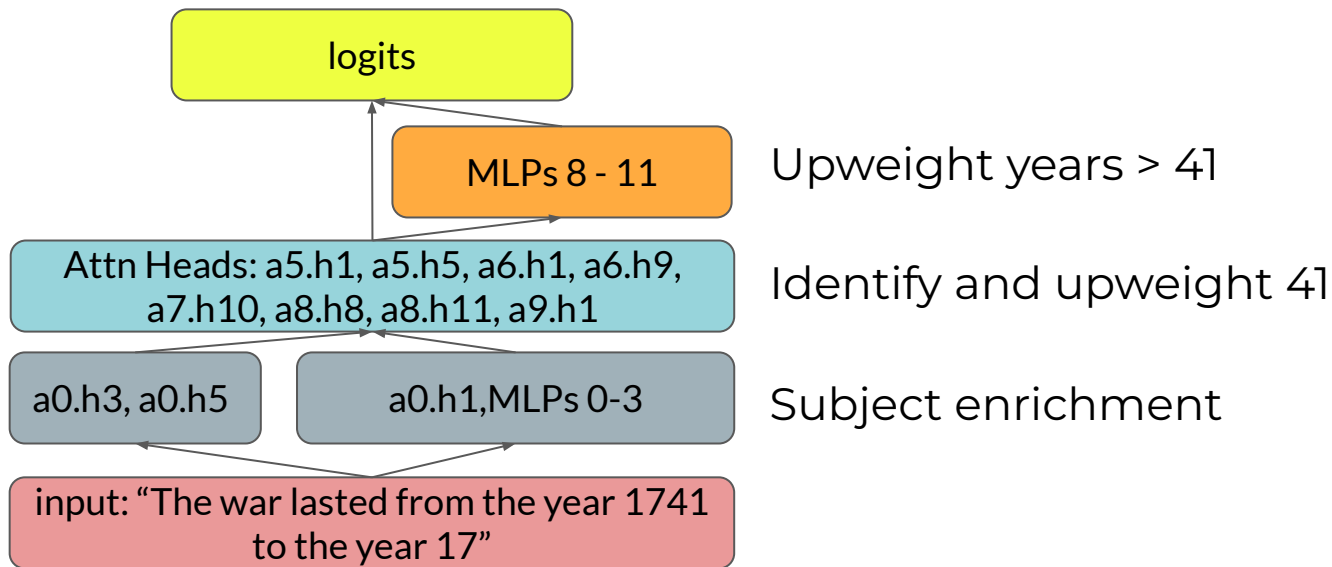 logits
MLPs 8 - 11
Upweight years > 41
Attn Heads: a5.h1, a5.h5, a6.h1, a6.h9,
a7.h10, a8.h8, a8.h11, a9.h1
Identify and upweight 41
a0.h3, a0.h5
a0.h1,MLPs 0-3
Subject enrichment
input: “The war lasted from the year 1741
to the year 17”